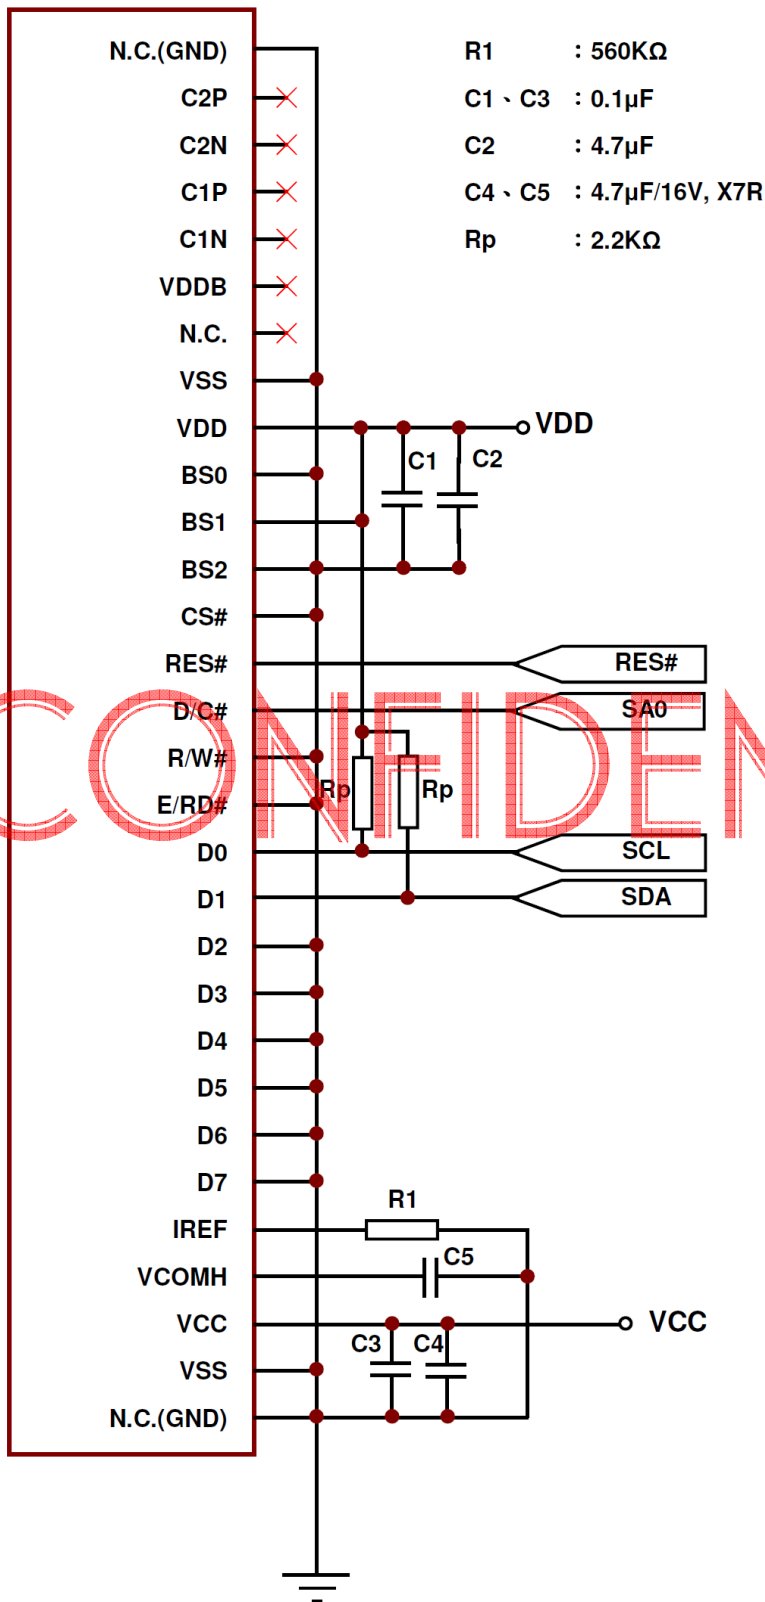 N.C.(GND)
R1 : 560KΩ
C2P
C1、C3 : 0.1µF
C2N
C2 : 4.7µF
C1P
C4、C5 : 4.7µF/16V, X7R
C1N
Rp : 2.2KΩ
VDDB
N.C.
VSS
VDD
VDD
C1
C2
BS0
BS1
BS2
CS#
RES#
RES#
D/C#
SA0
R/W#
Rp
Rp
E/RD#
D0
SCL
D1
SDA
D2
D3
D4
D5
D6
D7
R1
IREF
C5
VCOMH
VCC
VCC
C3
C4
VSS
N.C.(GND)
CONFIDEN